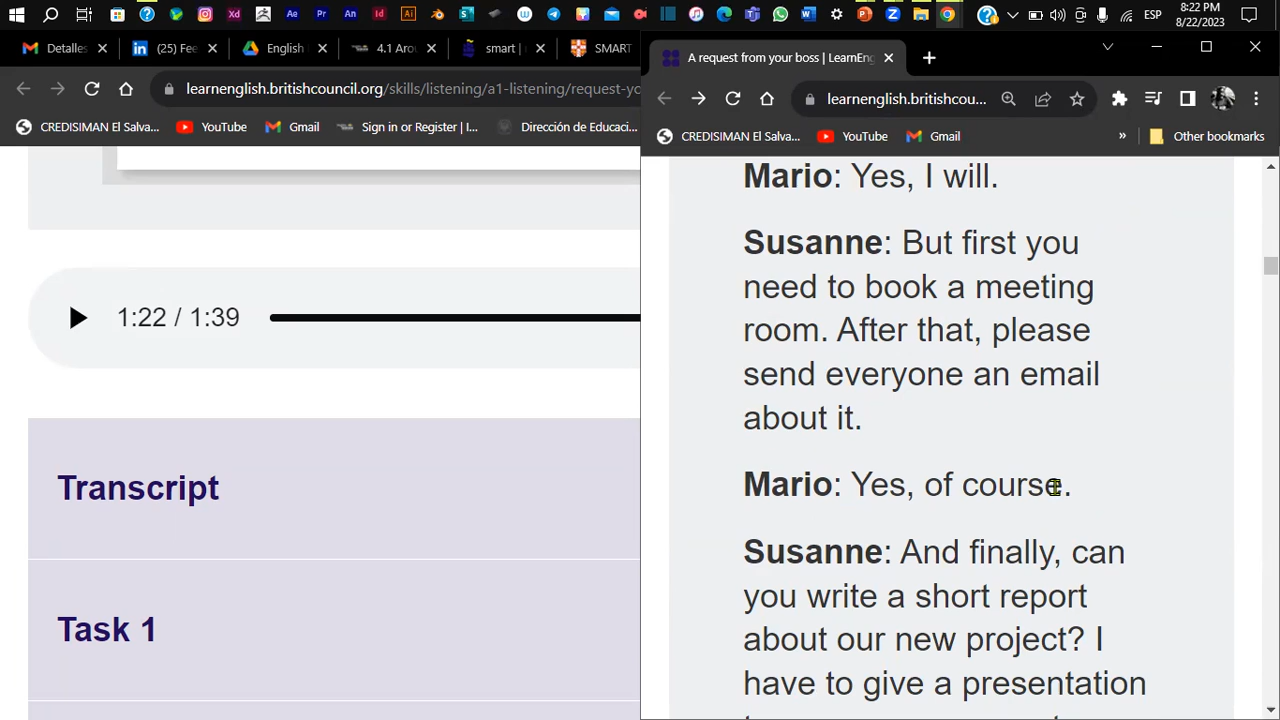 8:22 PM
ESP
8/22/2023
Detalles
(25) Fee
English
4.1 Arou
smart |
SMART
learnenglish.britishcouncil.org/skills/listening/a1-listening/request-yo
CREDISIMAN El Salva...
YouTube
Gmail
Sign in or Register | I...
Dirección de Educaci...
1:22 / 1:39
Transcript
Task 1
A request from your boss | LearnEng
learnenglish.britishcou...
CREDISIMAN El Salva...
YouTube
Gmail
»
Other bookmarks
Mario: Yes, I will.
Susanne: But first you
need to book a meeting
room. After that, please
send everyone an email
about it.
Mario: Yes, of course.
Susanne: And finally, can
you write a short report
about our new project? I
have to give a presentation